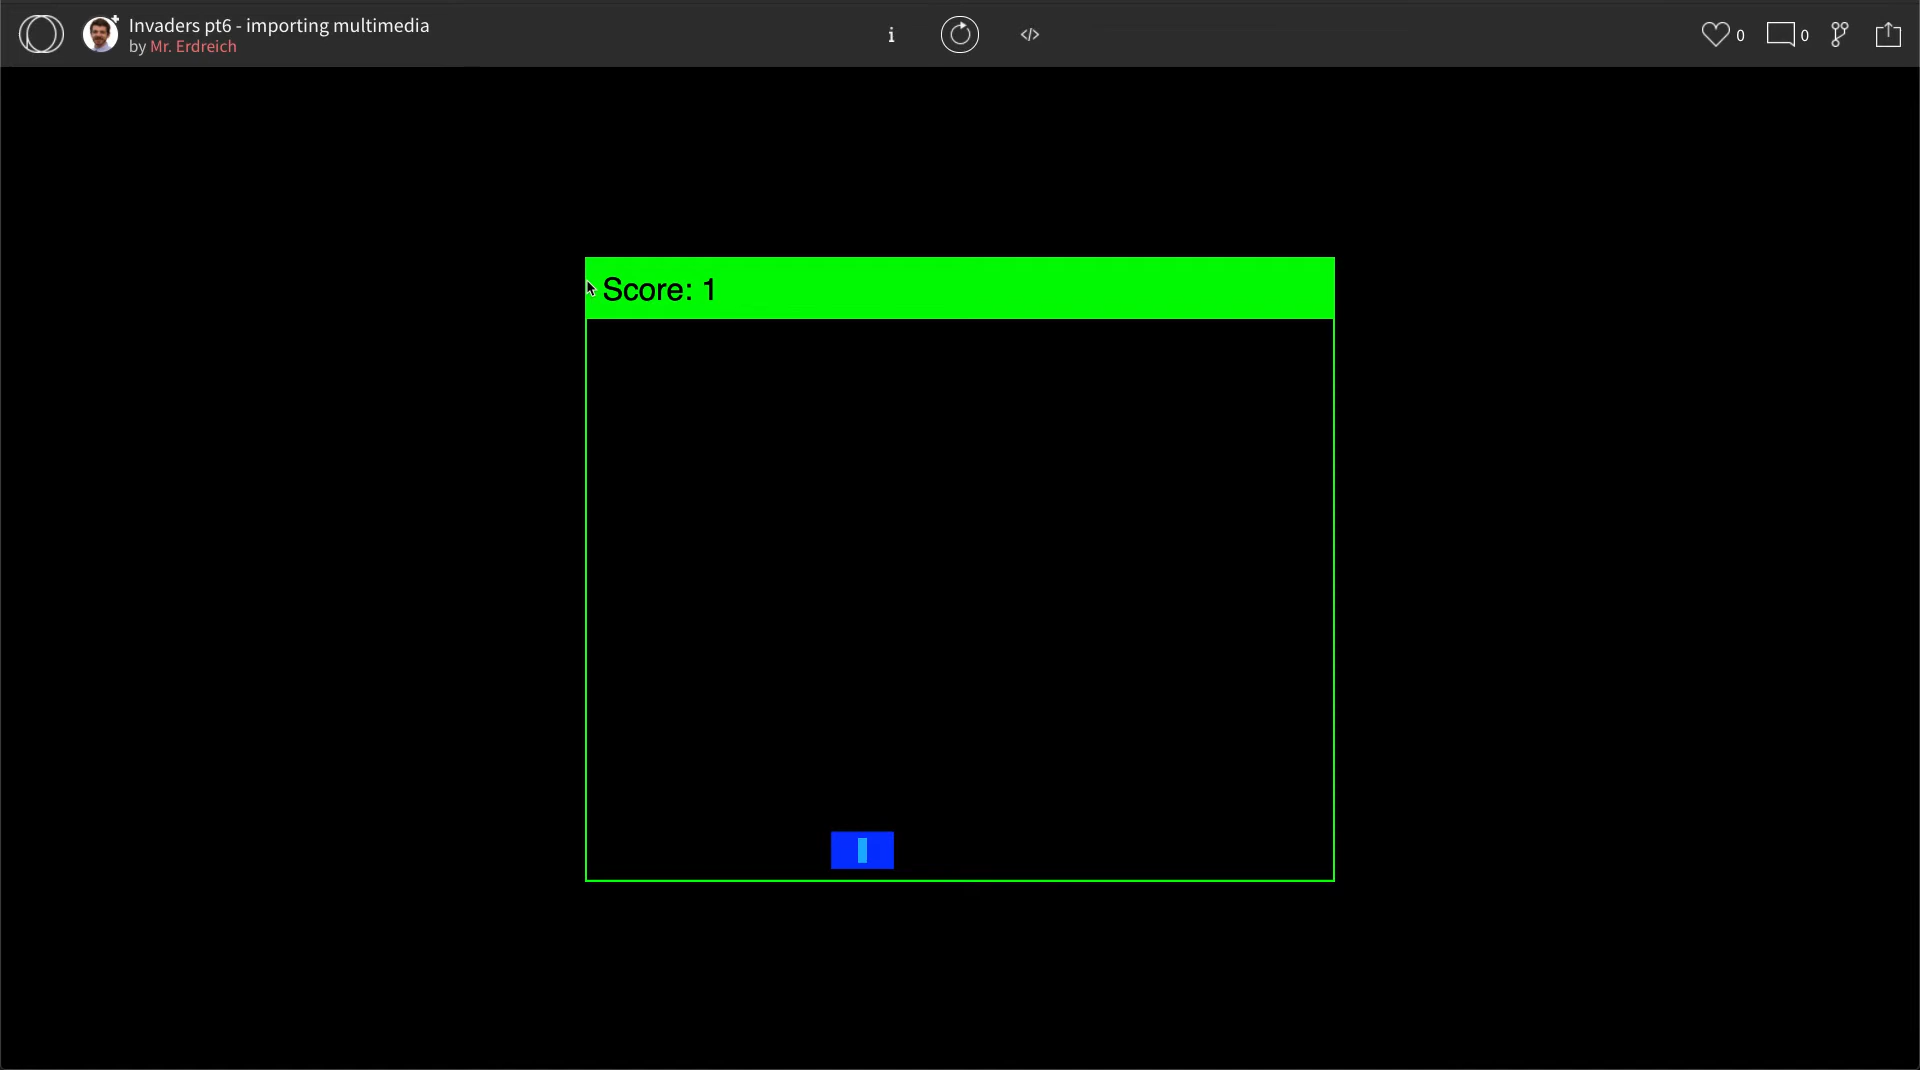 Invaders pt6 - importing multimedia
by Mr. Erdreich
i
</>
0
0
Score: 1